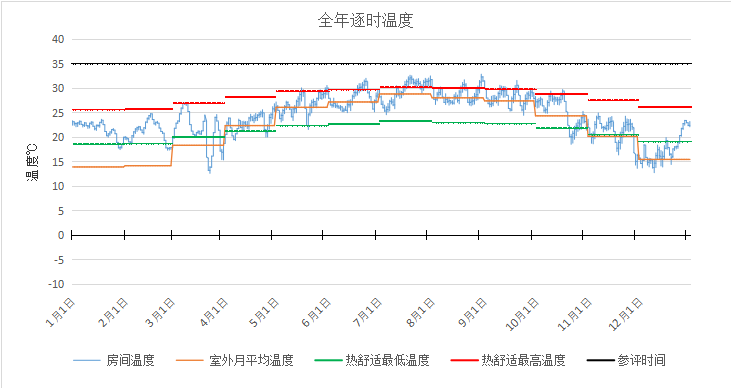 全年逐时温度
40
35
30
25
20
15
10
5
0
-5
-10
温度℃
1月1日
2月1日
3月1日
4月1日
5月1日
6月1日
7月1日
8月1日
9月1日
10月1日
11月1日
12月1日
房间温度 室外月平均温度 热舒适最低温度 热舒适最高温度 参评时间